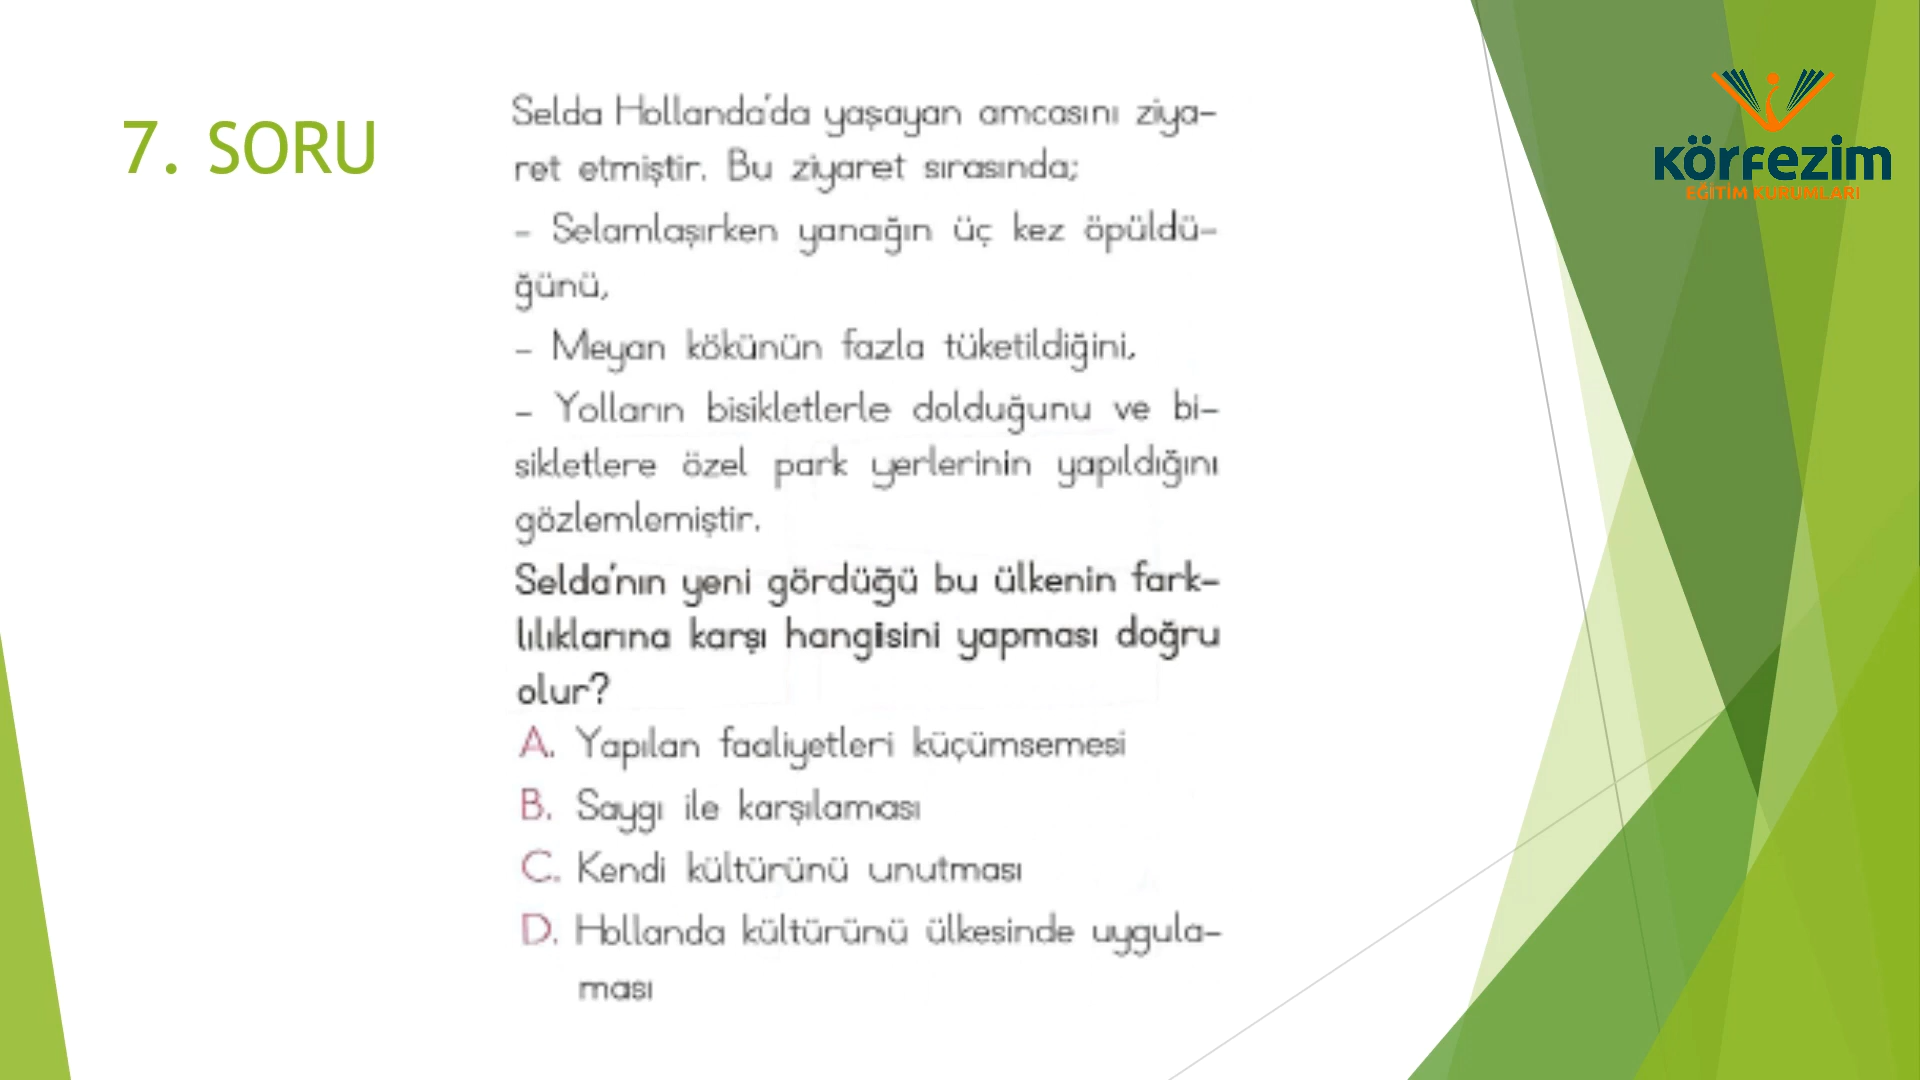 7. SORU
Selda Hollanda'da yaşayan amcasını ziya-
ret etmiştir. Bu ziyaret sırasında;
- Selamlaşırken yanağın üç kez öpüldü-
ğünü,
- Meyan kökünün fazla tüketildiğini,
- Yolların bisikletlerle dolduğunu ve bi-
sikletlere özel park yerlerinin yapıldığını
gözlemlemiştir.
Selda'nın yeni gördüğü bu ülkenin fark-
lılıklarına karşı hangisini yapması doğru
olur?
A. Yapılan faaliyetleri küçümsemesi
B. Saygı ile karşılaması
C. Kendi kültürünü unutması
D. Hollanda kültürünü ülkesinde uygula-
ması
körfezim
EĞİTİM KURUMLARI